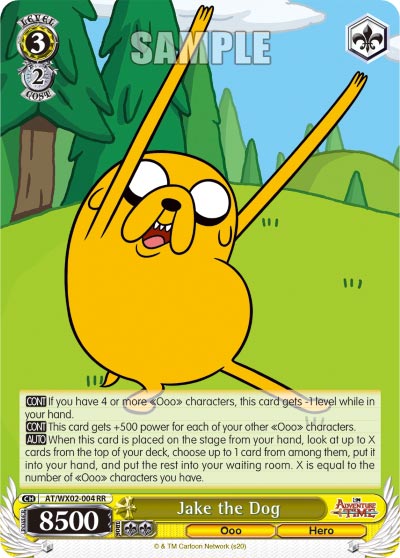 LEVEL
3
2
COST
SAMPLE
CONT If you have 4 or more «Ooo» characters, this card gets -1 level while in
your hand.
CONT This card gets +500 power for each of your other «Ooo» characters.
AUTO When this card is placed on the stage from your hand, look at up to X
cards from the top of your deck, choose up to 1 card from among them, put it
into your hand, and put the rest into your waiting room. X is equal to the
number of «Ooo» characters you have.
CH AT/WX02-004 RR
Jake the Dog
POWER 8500 SOUL
Ooo
Hero
ADVENTURE TIME
© & TM Cartoon Network (s20)